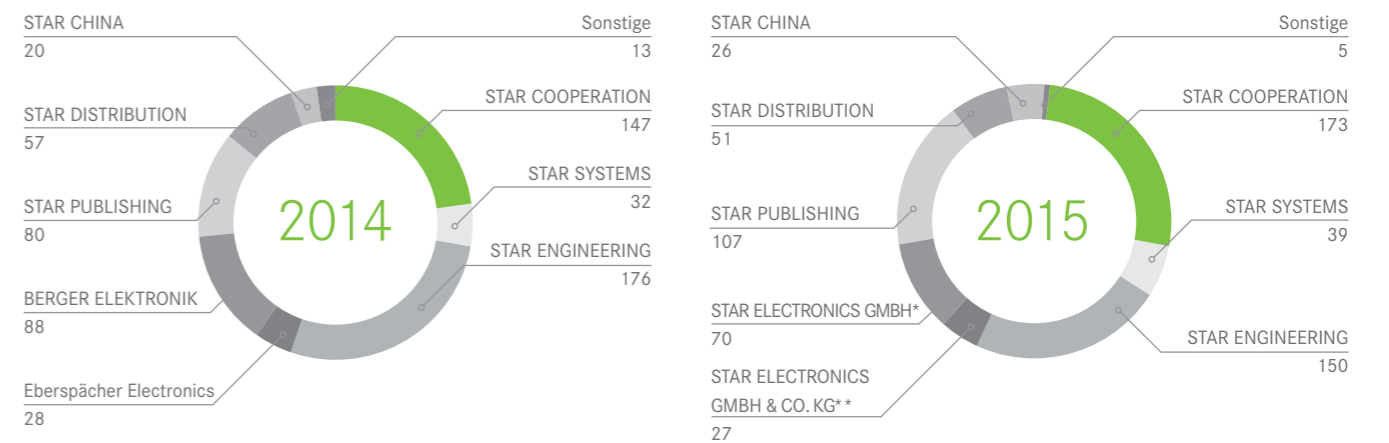 STAR CHINA
20
STAR DISTRIBUTION
57
STAR PUBLISHING
80
BERGER ELEKTRONIK
88
Eberspächer Electronics
28
2014
Sonstige
13
STAR COOPERATION
147
STAR SYSTEMS
32
STAR ENGINEERING
176
STAR CHINA
26
STAR DISTRIBUTION
51
STAR PUBLISHING
107
STAR ELECTRONICS GMBH*
70
STAR ELECTRONICS
GMBH & CO. KG**
27
2015
Sonstige
5
STAR COOPERATION
173
STAR SYSTEMS
39
STAR ENGINEERING
150